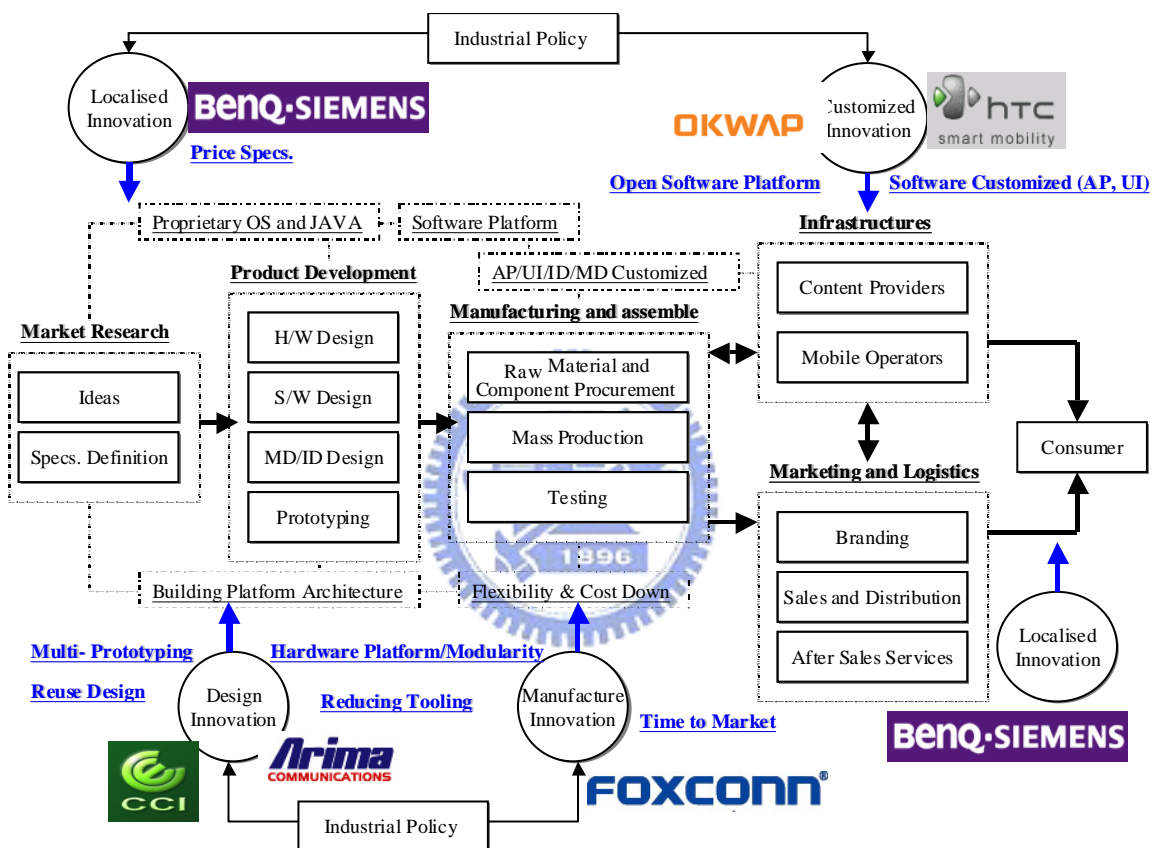 Industrial Policy
Localised
Innovation
BenQ-SIEMENS
OKWAP
Customized
Innovation
htc
smart mobility
Price Specs.
Open Software Platform
Software Customized (AP, UI)
Proprietary OS and JAVA
Software Platform
Infrastructures
Product Development
AP/UI/ID/MD Customized
Content Providers
Market Research
Manufacturing and assemble
H/W Design
Mobile Operators
Raw Material and
Component Procurement
Ideas
S/W Design
Mass Production
Consumer
Specs. Definition
MD/ID Design
Marketing and Logistics
Testing
Prototyping
Branding
1896
Building Platform Architecture
Flexibility & Cost Down
Sales and Distribution
Localised
Innovation
Multi- Prototyping
Hardware Platform/Modularity
After Sales Services
Reuse Design
Design
Innovation
Reducing Tooling
Manufacture
Innovation
Time to Market
BenQ-SIEMENS
CCI
Arima
COMMUNICATIONS
FOXCONN®
Industrial Policy